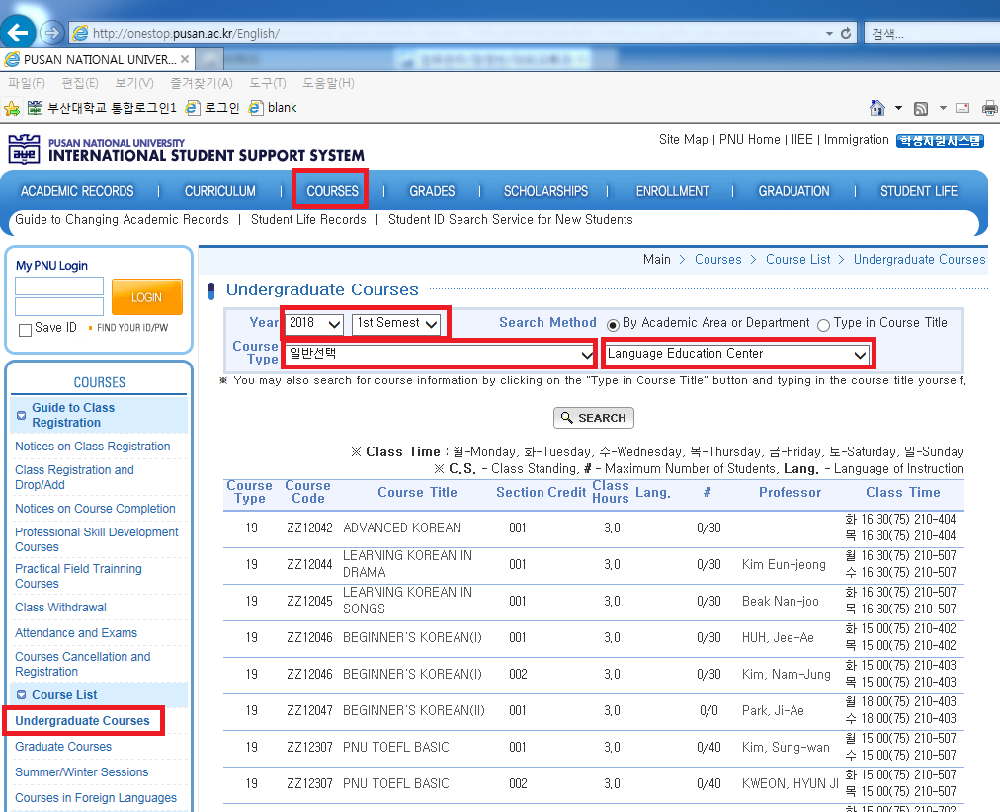 http://onestop.pusan.ac.kr/English/
검색...
PUSAN NATIONAL UNIVER...
파일(F) 편집(E) 보기(V) 즐겨찾기(A) 도구(T) 도움말(H)
부산대학교 통합로그인1 로그인 blank
PUSAN NATIONAL UNIVERSITY
INTERNATIONAL STUDENT SUPPORT SYSTEM
Site Map | PNU Home | IIEE | Immigration 학생지원시스템
ACADEMIC RECORDS | CURRICULUM | COURSES | GRADES | SCHOLARSHIPS | ENROLLMENT | GRADUATION | STUDENT LIFE
Guide to Changing Academic Records | Student Life Records | Student ID Search Service for New Students
My PNU Login
LOGIN
Save ID FIND YOUR ID/PW
COURSES
Guide to Class
Registration
Notices on Class Registration
Class Registration and
Drop/Add
Notices on Course Completion
Professional Skill Development
Courses
Practical Field Trainning
Courses
Class Withdrawal
Attendance and Exams
Courses Cancellation and
Registration
Course List
Undergraduate Courses
Graduate Courses
Summer/Winter Sessions
Courses in Foreign Languages
Main > Courses > Course List > Undergraduate Courses
Undergraduate Courses
Year 2018 1st Semest Search Method By Academic Area or Department Type in Course Title
Course
Type 일반선택 Language Education Center
※ You may also search for course information by clicking on the "Type in Course Title" button and typing in the course title yourself.
SEARCH
※ Class Time : 월-Monday, 화-Tuesday, 수-Wednesday, 목-Thursday, 금-Friday, 토-Saturday, 일-Sunday
※ C.S. - Class Standing, # - Maximum Number of Students, Lang. - Language of Instruction
Course Type Course Code Course Title Section Credit Class Hours Lang. # Professor Class Time
19 ZZ12042 ADVANCED KOREAN 001 3.0 0/30 화 16:30(75) 210-404
목 16:30(75) 210-404
19 ZZ12044 LEARNING KOREAN IN DRAMA 001 3.0 0/30 Kim Eun-jeong 월 16:30(75) 210-507
수 16:30(75) 210-507
19 ZZ12045 LEARNING KOREAN IN SONGS 001 3.0 0/30 Beak Nan-joo 화 16:30(75) 210-507
목 16:30(75) 210-507
19 ZZ12046 BEGINNER'S KOREAN(I) 001 3.0 0/30 HUH, Jee-Ae 화 15:00(75) 210-402
목 15:00(75) 210-402
19 ZZ12046 BEGINNER'S KOREAN(I) 002 3.0 0/30 Kim, Nam-Jung 화 15:00(75) 210-403
목 15:00(75) 210-403
19 ZZ12047 BEGINNER'S KOREAN(II) 001 3.0 0/0 Park, Ji-Ae 월 18:00(75) 210-403
수 18:00(75) 210-403
19 ZZ12307 PNU TOEFL BASIC 001 3.0 0/40 Kim, Sung-wan 월 15:00(75) 210-507
수 15:00(75) 210-507
19 ZZ12307 PNU TOEFL BASIC 002 3.0 0/40 KWEON, HYUN JI 화 15:00(75) 210-507
목 15:00(75) 210-507
화 15:00(75) 210-702